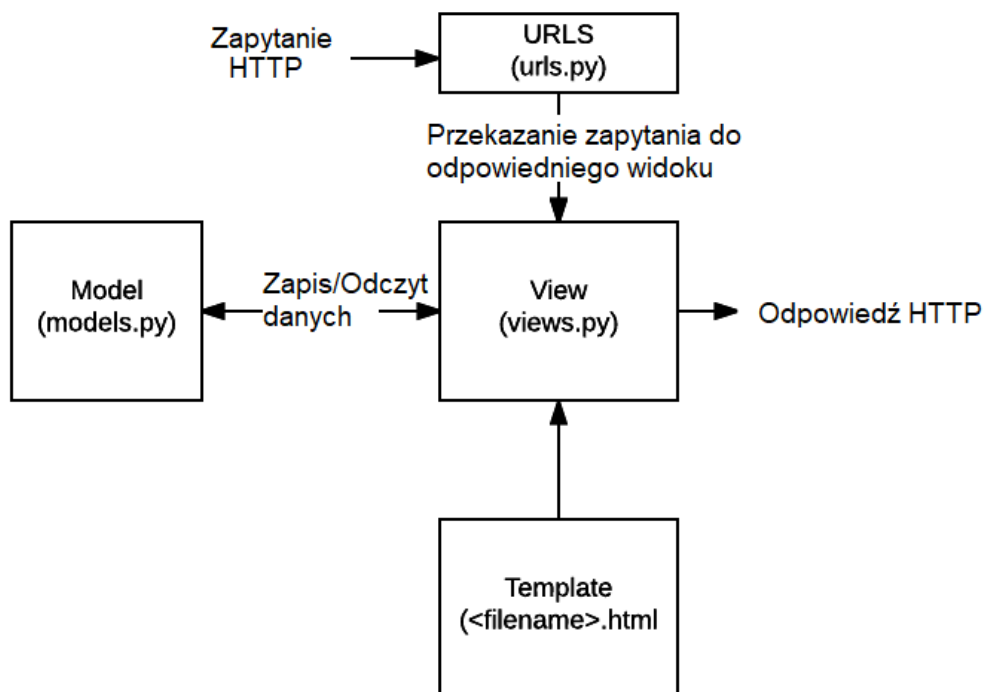 Zapytanie
HTTP
URLS
(urls.py)
Przekazanie zapytania do
odpowiedniego widoku
Model
(models.py)
Zapis/Odczyt
danych
View
(views.py)
Odpowiedź HTTP
Template
(<filename>.html